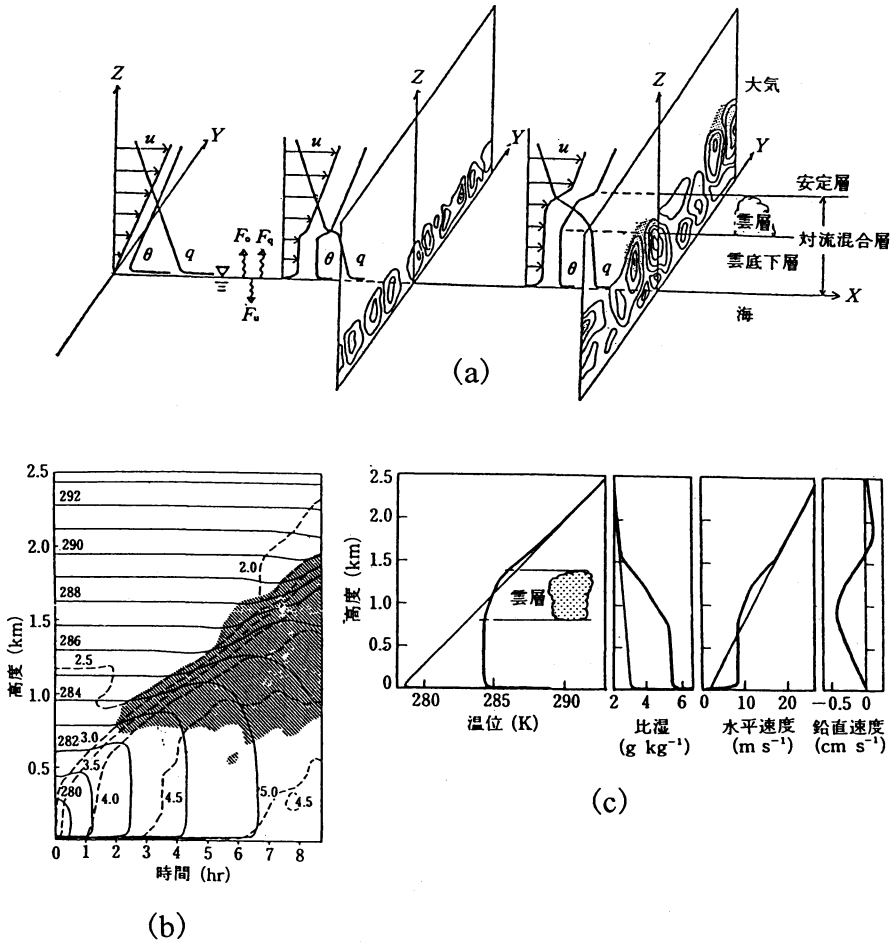 Z
Y
u
θ
q
F₀ F_q
F_u
u
θ
q
Z
Y
u
θ
q
Z
大気
Y
安定層
雲層
対流混合層
雲底下層
X
海
(a)
2.5
2.0
1.5
1.0
0.5
高度 (km)
292
290
288
286
284
282
280
2.0
2.5
3.0
3.5
4.0
4.5
5.0
4.5
0 1 2 3 4 5 6 7 8
時間 (hr)
(b)
2.5
2.0
1.5
1.0
0.5
0
高度 (km)
雲層
280 285 290
温位 (K)
2 4 6
比湿
(g kg⁻¹)
0 10 20
水平速度
(m s⁻¹)
−0.5 0
鉛直速度
(cm s⁻¹)
(c)